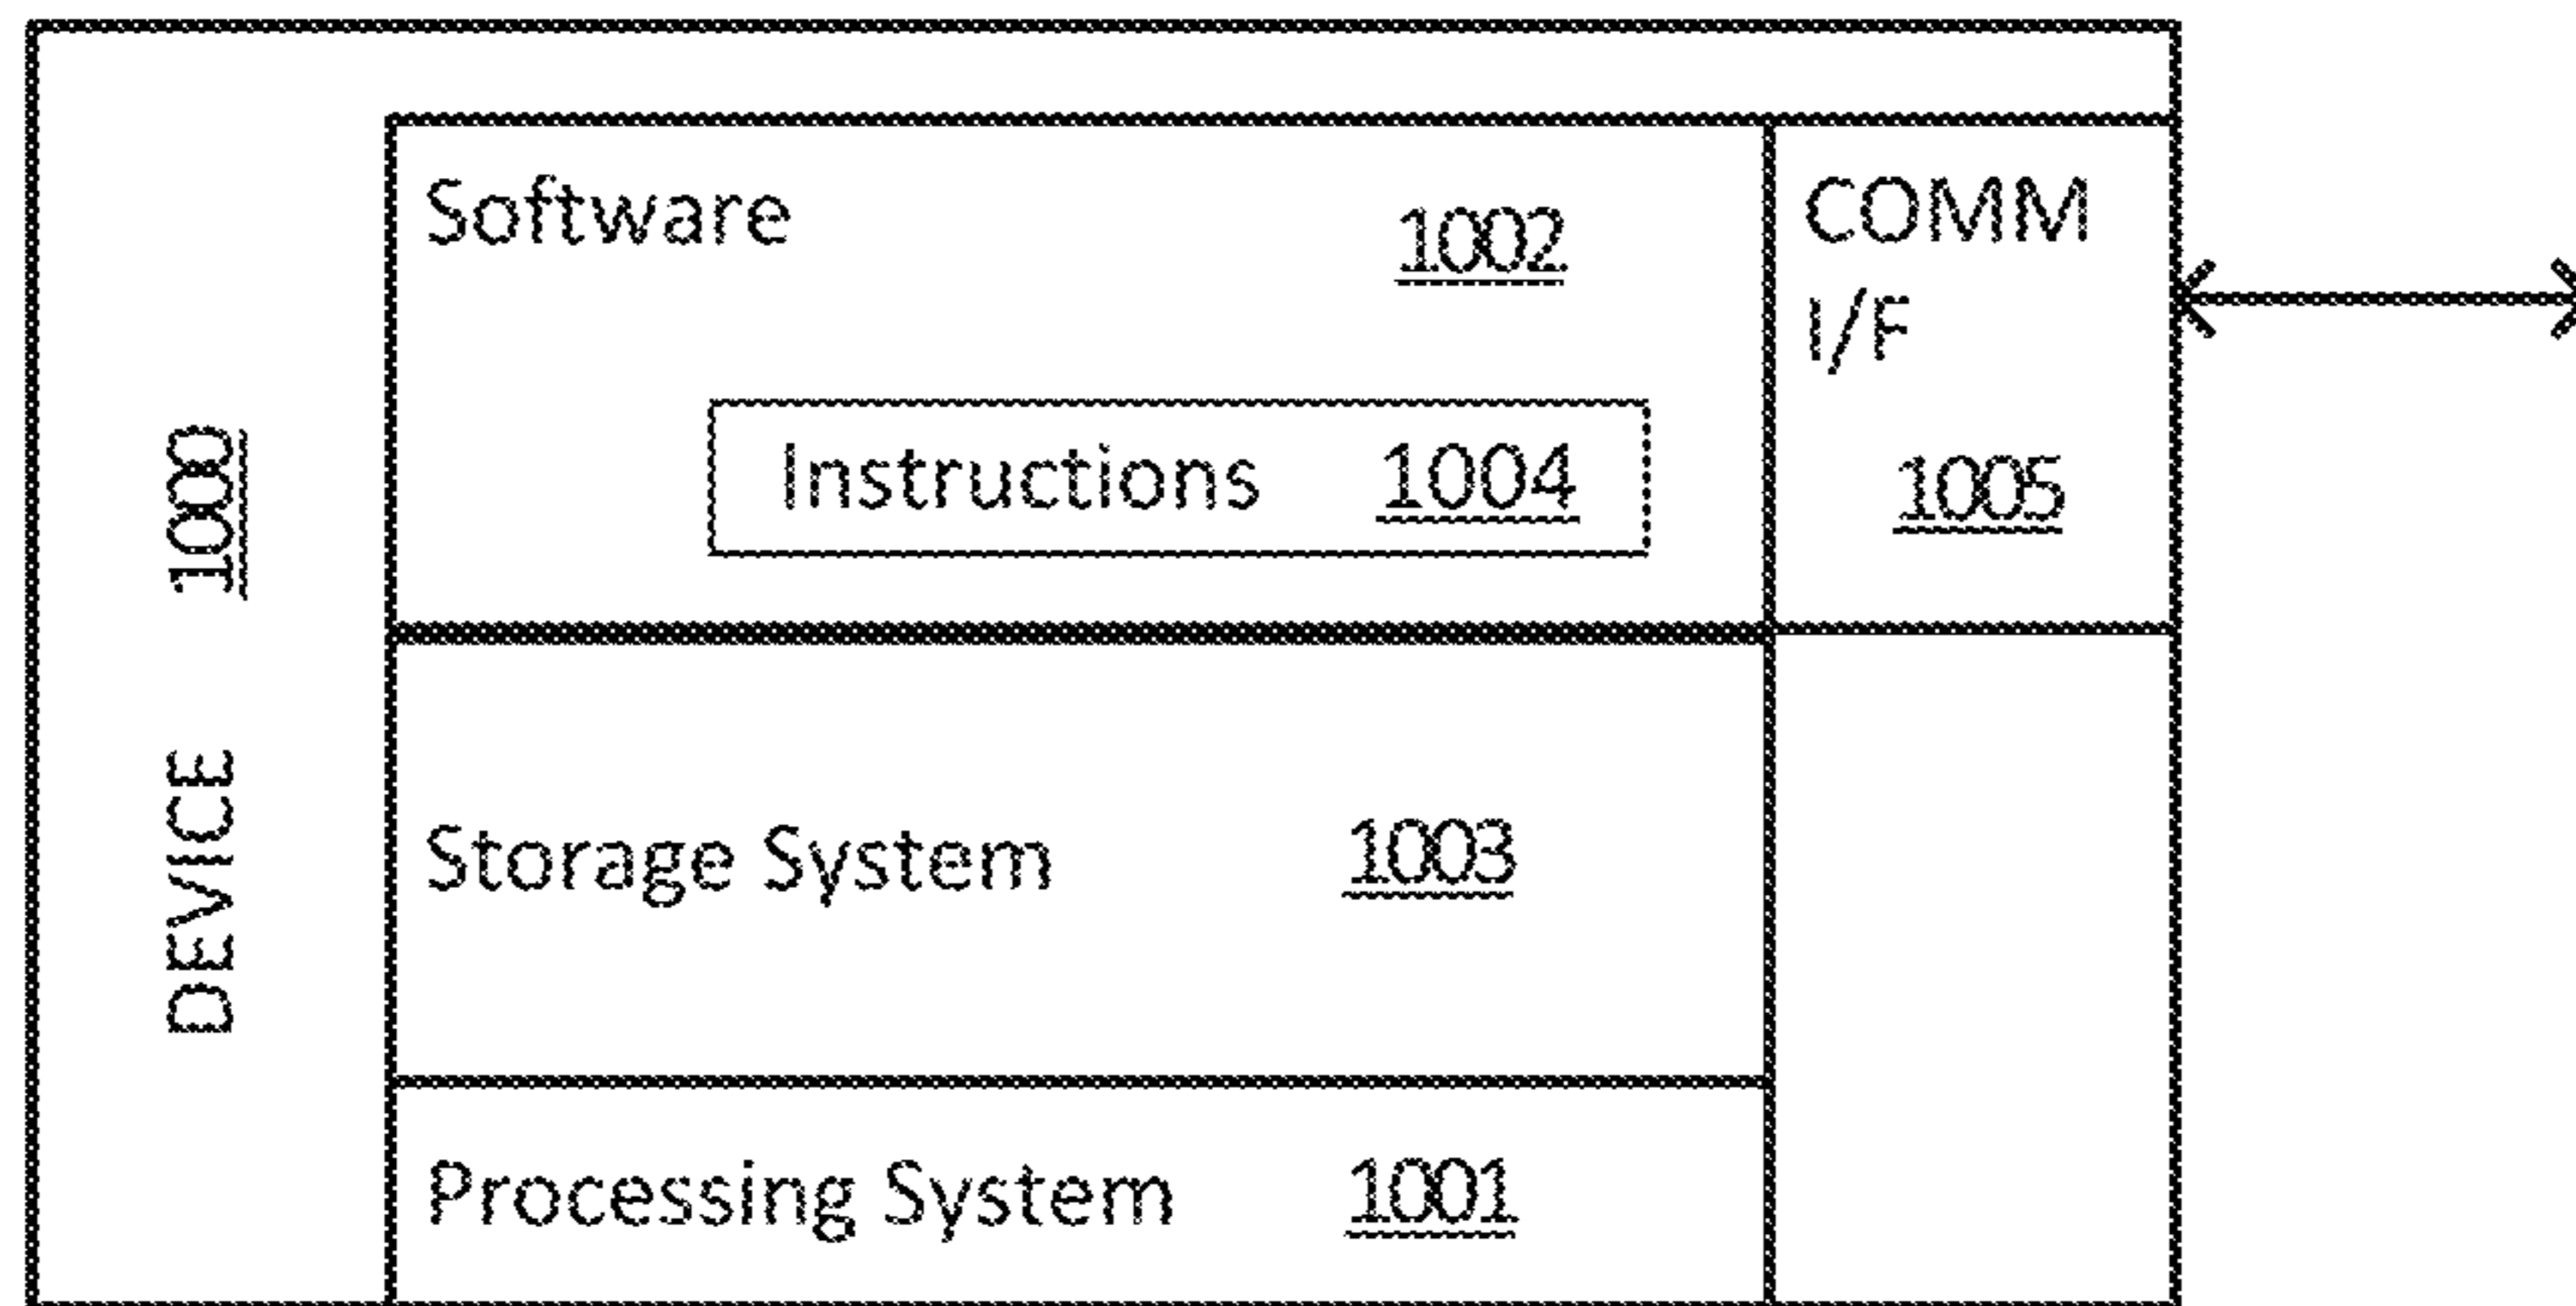 DEVICE 1000
Software 1002
Instructions 1004
COMM
I/F
1005
Storage System 1003
Processing System 1001